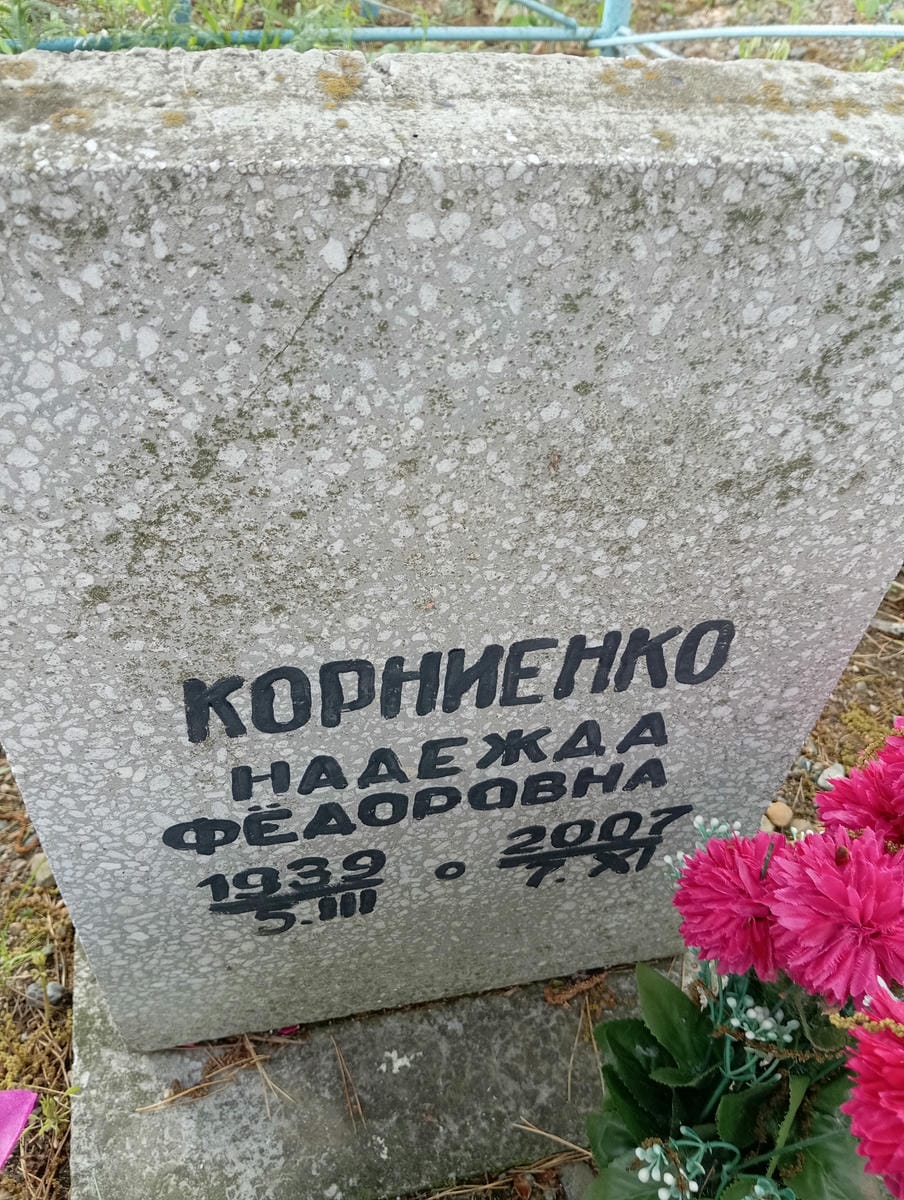 КОРНИЕНКО
НАДЕЖДА
ФЁДОРОВНА
1939 о 2007
5.III 7.XI